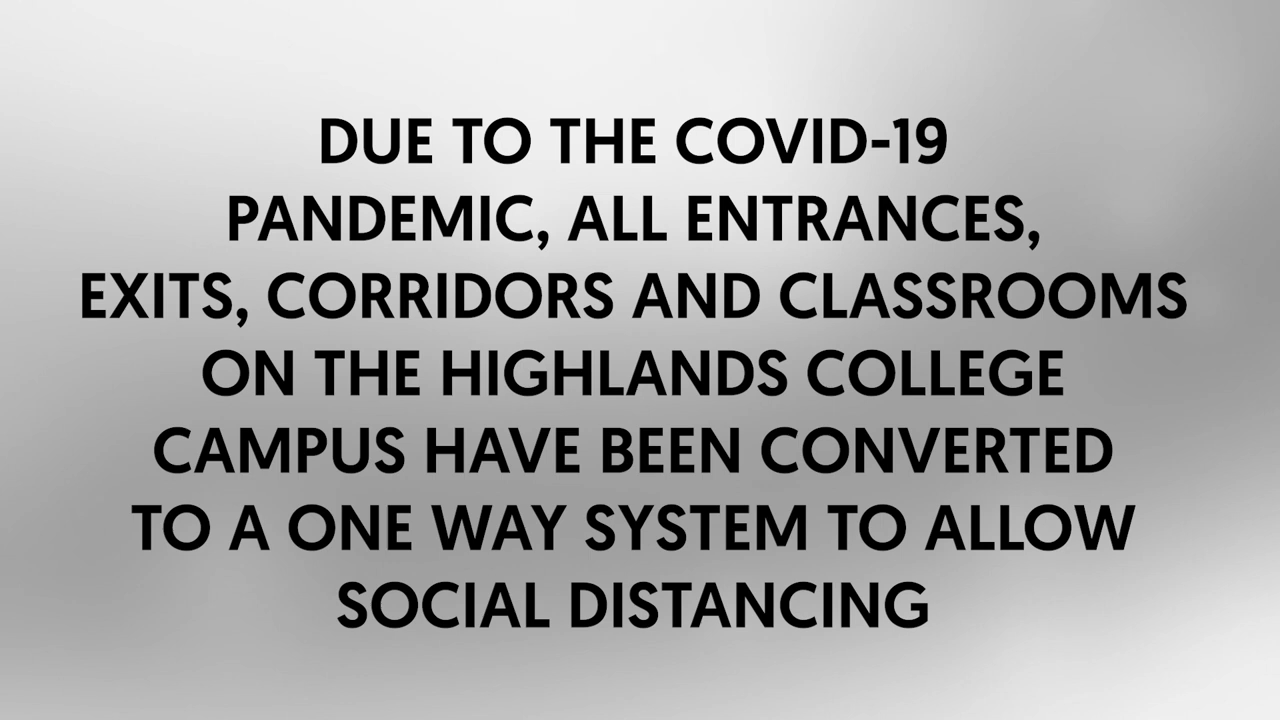 DUE TO THE COVID-19
PANDEMIC, ALL ENTRANCES,
EXITS, CORRIDORS AND CLASSROOMS
ON THE HIGHLANDS COLLEGE
CAMPUS HAVE BEEN CONVERTED
TO A ONE WAY SYSTEM TO ALLOW
SOCIAL DISTANCING